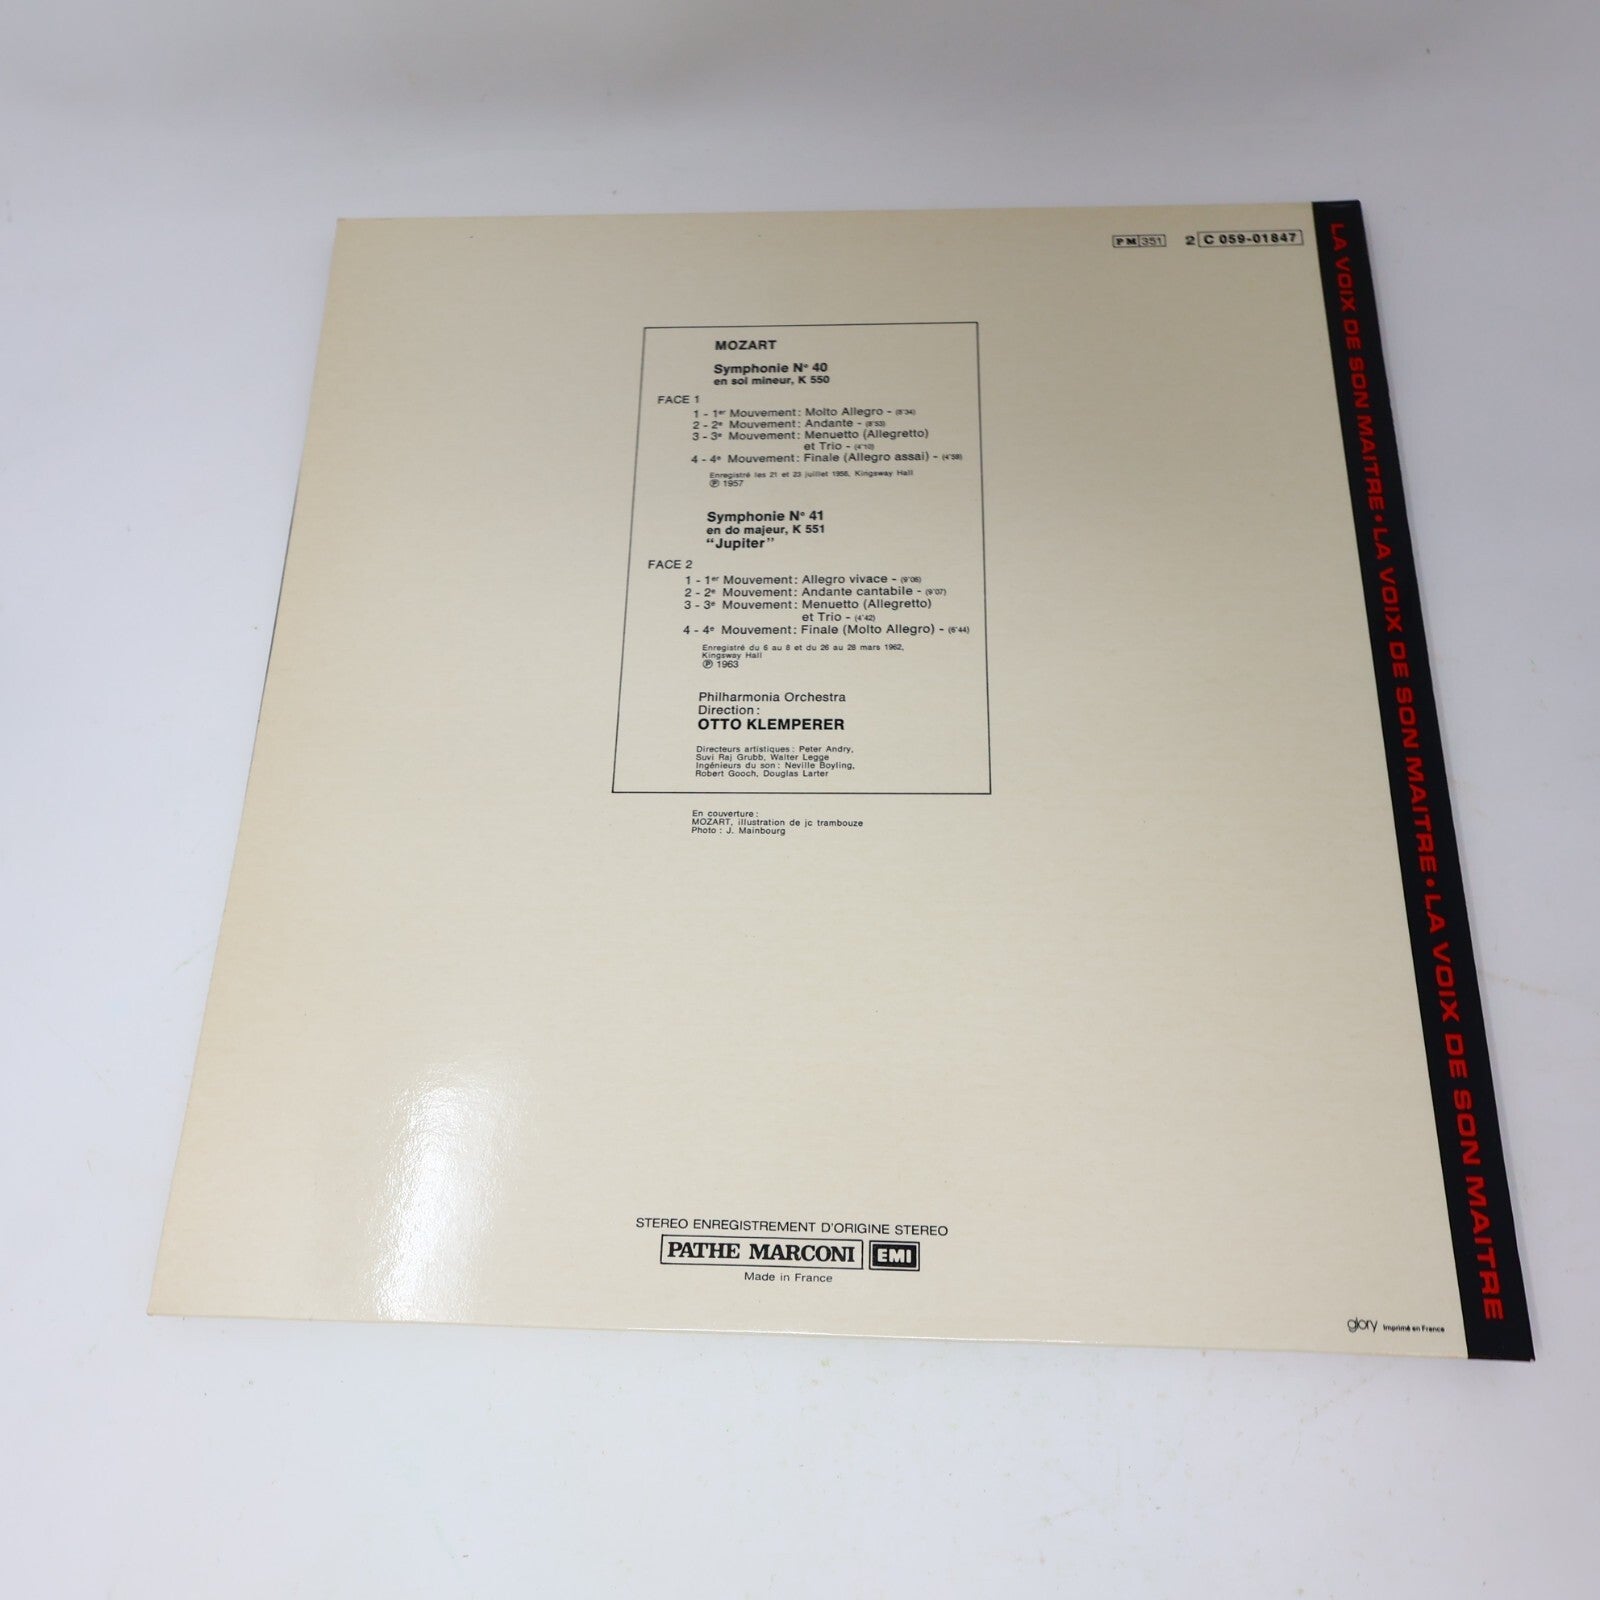 PM 351 2 C 059-01847
MOZART
Symphonie N° 40
en sol mineur, K 550
FACE 1
1 - 1er Mouvement: Molto Allegro - (8'34)
2 - 2e Mouvement: Andante - (8'53)
3 - 3e Mouvement: Menuetto (Allegretto)
et Trio - (4'10)
4 - 4e Mouvement: Finale (Allegro assai) - (4'58)
Enregistré les 21 et 23 juillet 1956, Kingsway Hall
℗ 1957
Symphonie N° 41
en do majeur, K 551
"Jupiter"
FACE 2
1 - 1er Mouvement: Allegro vivace - (9'06)
2 - 2e Mouvement: Andante cantabile - (9'07)
3 - 3e Mouvement: Menuetto (Allegretto)
et Trio - (4'42)
4 - 4e Mouvement: Finale (Molto Allegro) - (6'44)
Enregistré du 6 au 8 et du 26 au 28 mars 1962,
Kingsway Hall
℗ 1963
Philharmonia Orchestra
Direction :
OTTO KLEMPERER
Directeurs artistiques : Peter Andry,
Suvi Raj Grubb, Walter Legge
Ingénieurs du son : Neville Boyling,
Robert Gooch, Douglas Larter
En couverture :
MOZART, illustration de jc trambouze
Photo : J. Mainbourg
STEREO ENREGISTREMENT D'ORIGINE STEREO
PATHE MARCONI EMI
Made in France
glory Imprimé en France
LA VOIX DE SON MAITRE • LA VOIX DE SON MAITRE • LA VOIX DE SON MAITRE